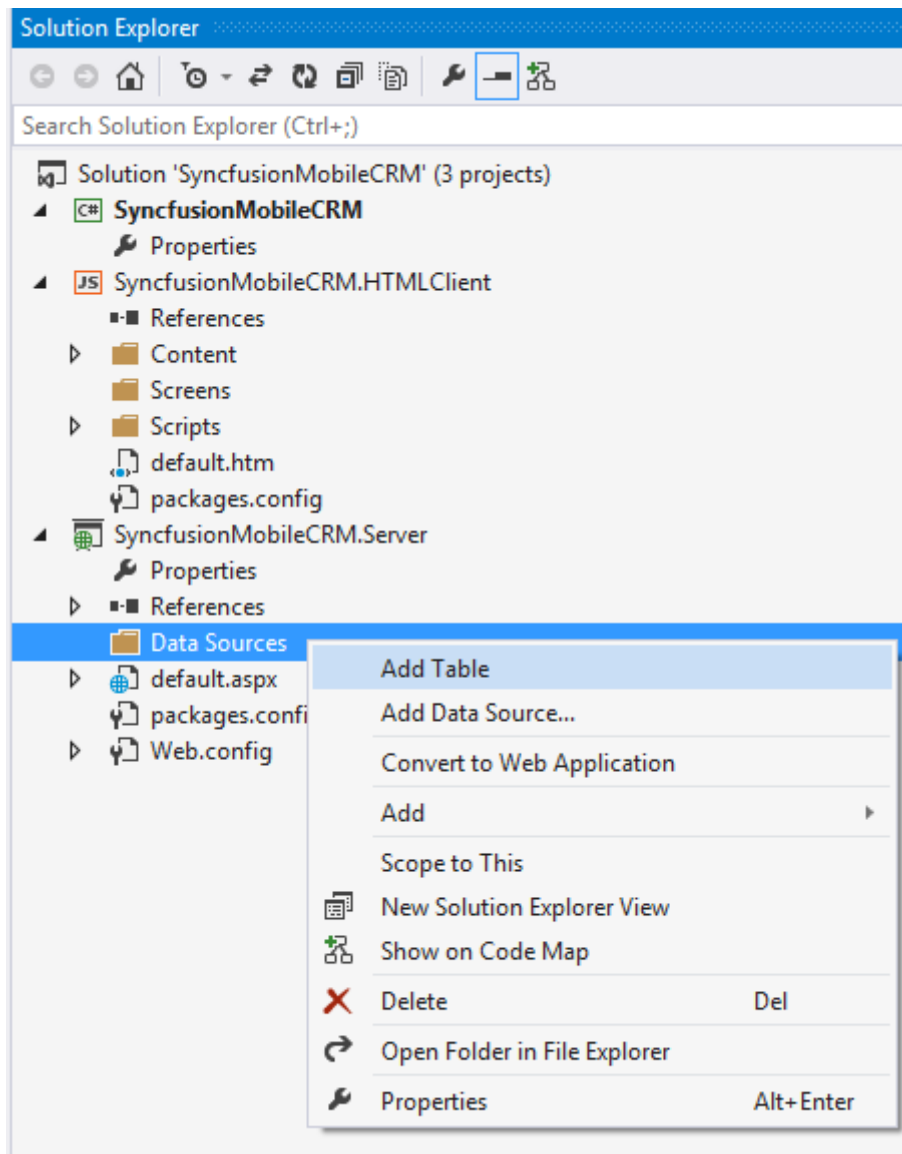 Solution Explorer
Search Solution Explorer (Ctrl+;)
Solution 'SyncfusionMobileCRM' (3 projects)
C# SyncfusionMobileCRM
Properties
JS SyncfusionMobileCRM.HTMLClient
References
Content
Screens
Scripts
default.htm
packages.config
SyncfusionMobileCRM.Server
Properties
References
Data Sources
default.aspx
packages.confi
Web.config
Add Table
Add Data Source...
Convert to Web Application
Add
Scope to This
New Solution Explorer View
Show on Code Map
Delete Del
Open Folder in File Explorer
Properties Alt+Enter